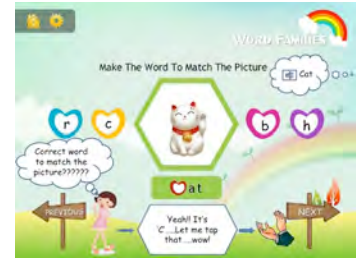 WORD FAMILIES
Make The Word To Match The Picture
Cat
r
c
b
h
Correct word
to match the
picture??????
at
PREVIOUS
Yeah!! It's
'C'....Let me tap
that....wow!
NEXT